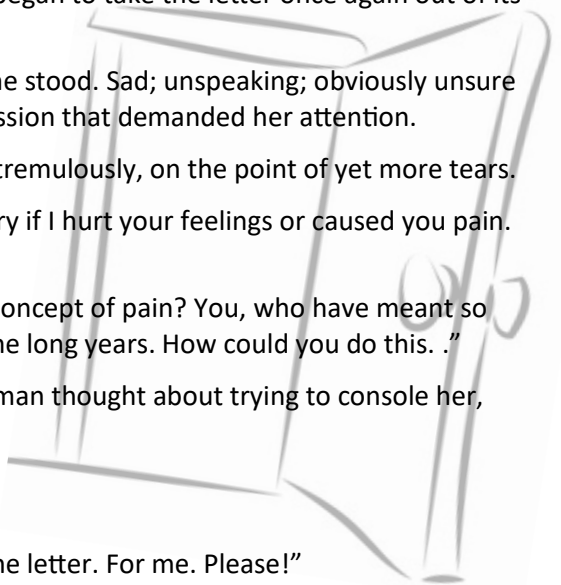 began to take the letter once again out of its
he stood. Sad; unspeaking; obviously unsure
ssion that demanded her attention.
tremulously, on the point of yet more tears.
ry if I hurt your feelings or caused you pain.
oncept of pain? You, who have meant so
he long years. How could you do this. .”
man thought about trying to console her,
he letter. For me. Please!”